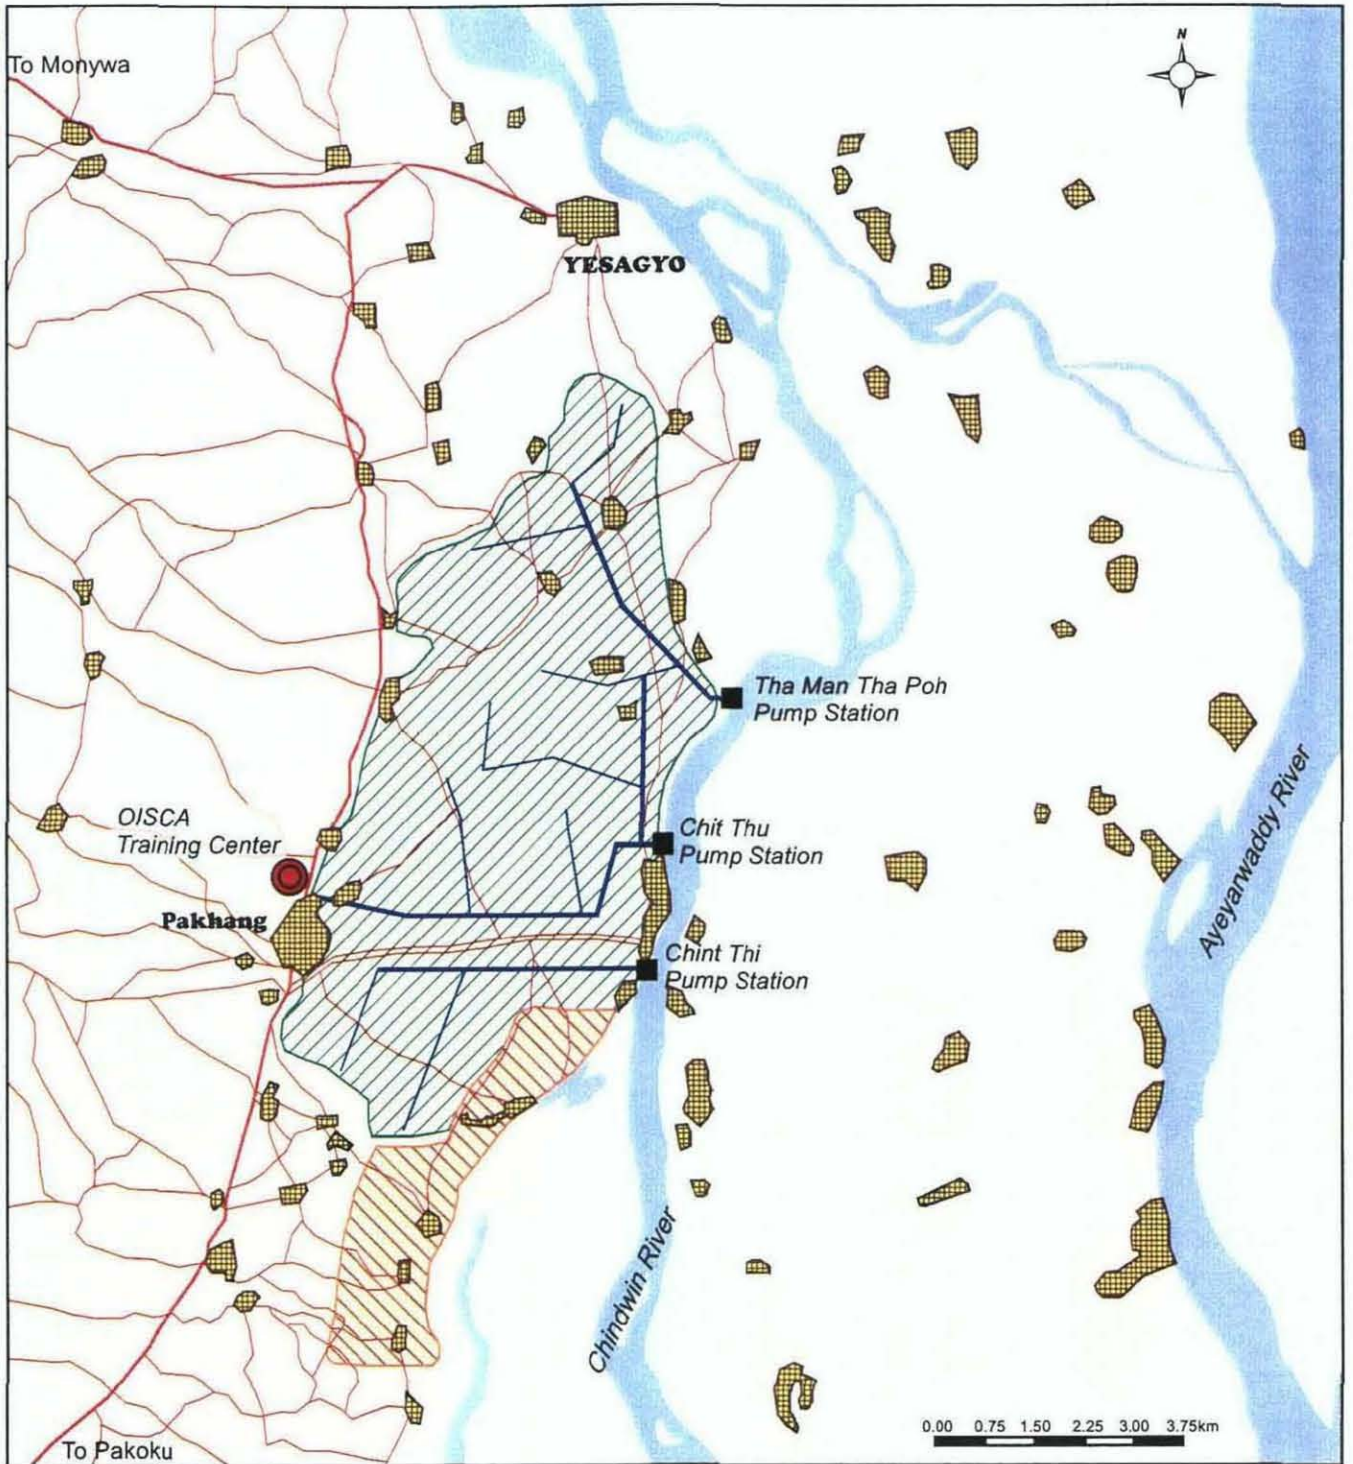 N
To Monywa
YESAGYO
Tha Man Tha Poh
Pump Station
OISCA
Training Center
Chit Thu
Pump Station
Pakhang
Chint Thi
Pump Station
Ayeyarwaddy River
Chindwin River
0.00 0.75 1.50 2.25 3.00 3.75km
To Pakoku